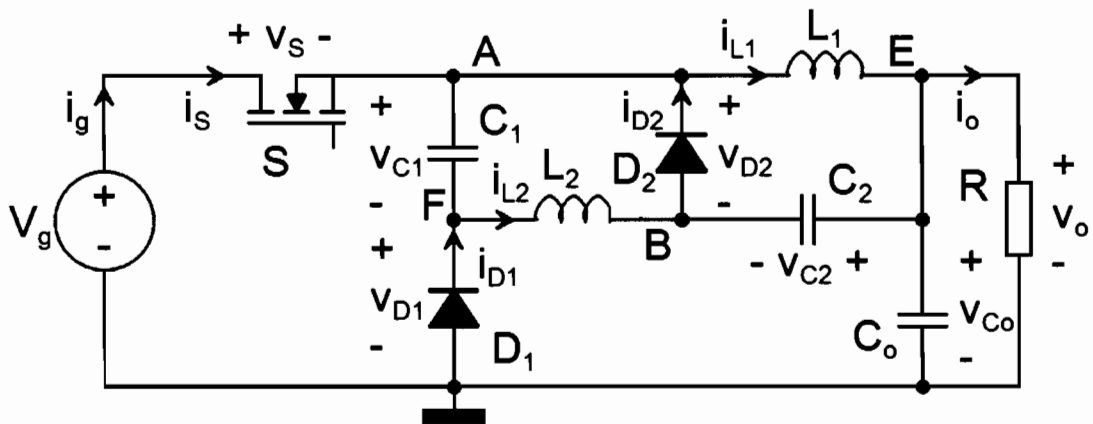 + v_S -
A
i_L1
L_1
E
i_g
i_S
S
+
v_C1
-
C_1
i_D2
D_2
+
v_D2
-
i_o
V_g
+
-
F
i_L2
L_2
B
C_2
- v_C2 +
R
+
v_o
-
+
v_D1
-
i_D1
D_1
C_o
+
v_Co
-